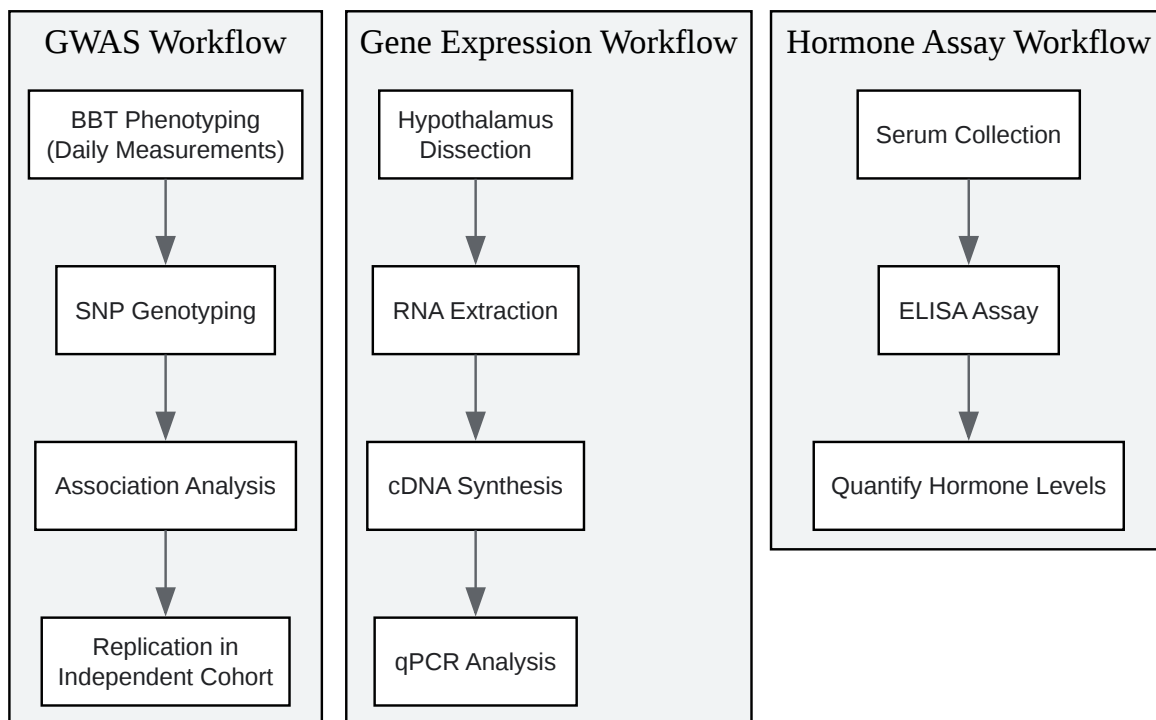 GWAS Workflow
BBT Phenotyping
(Daily Measurements)
SNP Genotyping
Association Analysis
Replication in
Independent Cohort
Gene Expression Workflow
Hypothalamus
Dissection
RNA Extraction
cDNA Synthesis
qPCR Analysis
Hormone Assay Workflow
Serum Collection
ELISA Assay
Quantify Hormone Levels